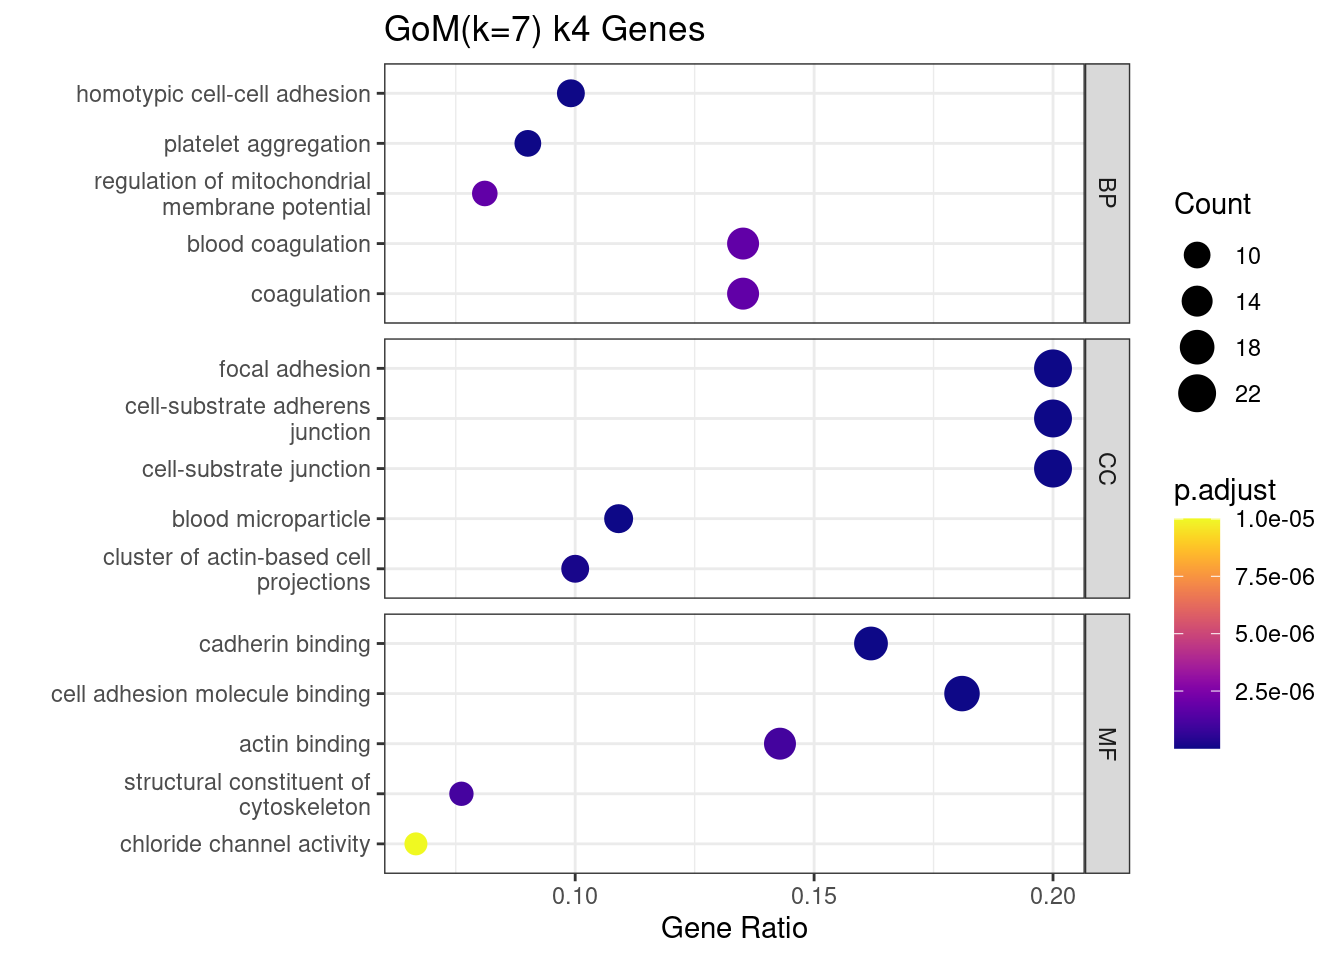 GoM(k=7) k4 Genes
homotypic cell-cell adhesion
platelet aggregation
regulation of mitochondrial
membrane potential
blood coagulation
coagulation
BP
focal adhesion
cell-substrate adherens
junction
cell-substrate junction
blood microparticle
cluster of actin-based cell
projections
CC
cadherin binding
cell adhesion molecule binding
actin binding
structural constituent of
cytoskeleton
chloride channel activity
MF
0.10
0.15
0.20
Gene Ratio
Count
10
14
18
22
p.adjust
1.0e-05
7.5e-06
5.0e-06
2.5e-06